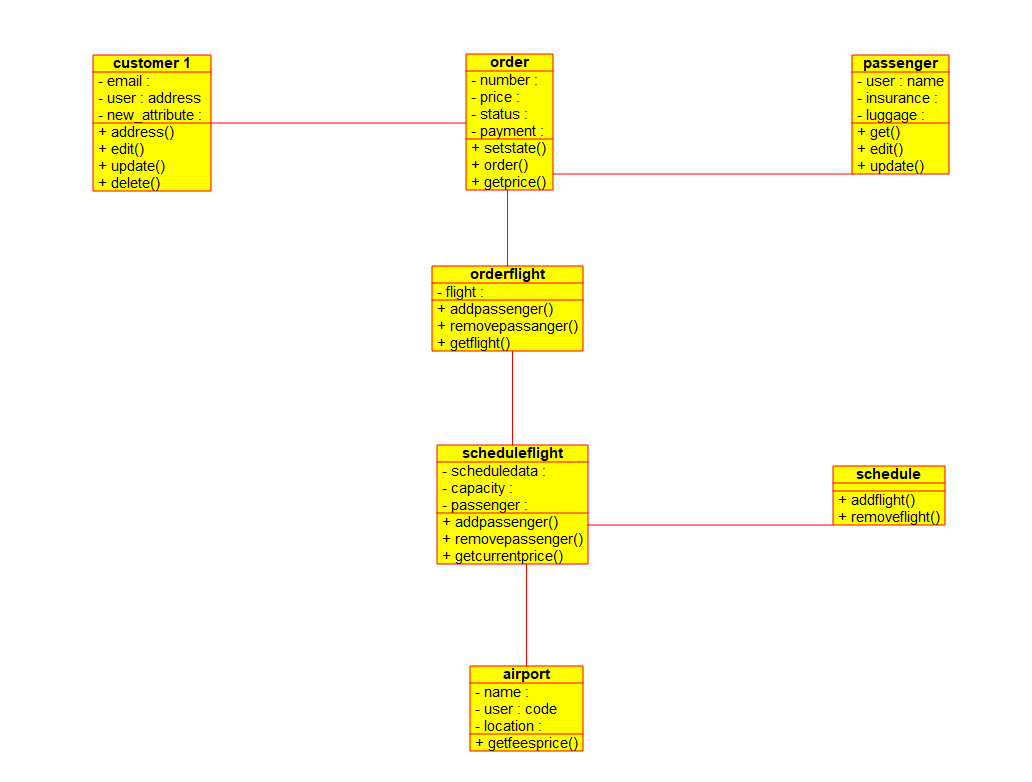 customer 1
- email :
- user : address
- new_attribute :
+ address()
+ edit()
+ update()
+ delete()
order
- number :
- price :
- status :
- payment :
+ setstate()
+ order()
+ getprice()
passenger
- user : name
- insurance :
- luggage :
+ get()
+ edit()
+ update()
orderflight
- flight :
+ addpassenger()
+ removepassanger()
+ getflight()
scheduleflight
- scheduledata :
- capacity :
- passenger :
+ addpassenger()
+ removepassenger()
+ getcurrentprice()
schedule
+ addflight()
+ removeflight()
airport
- name :
- user : code
- location :
+ getfeesprice()